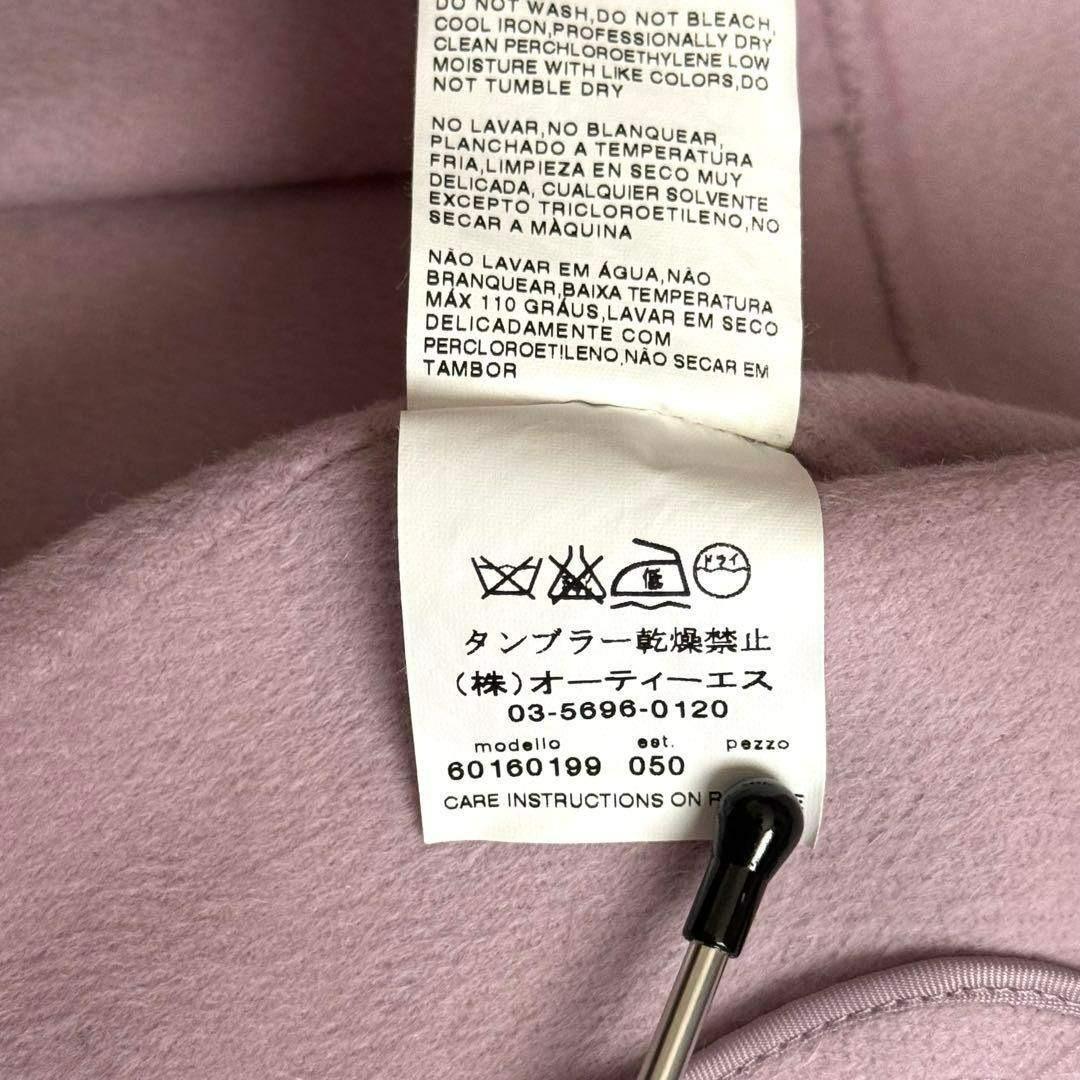 DO NOT WASH,DO NOT BLEACH,
COOL IRON,PROFESSIONALLY DRY
CLEAN PERCHLOROETHYLENE LOW
MOISTURE WITH LIKE COLORS,DO
NOT TUMBLE DRY
NO LAVAR,NO BLANQUEAR,
PLANCHADO A TEMPERATURA
FRIA,LIMPIEZA EN SECO MUY
DELICADA, CUALQUIER SOLVENTE
EXCEPTO TRICLOROETILENO,NO
SECAR A MÀQUINA
NÃO LAVAR EM ÁGUA,NÃO
BRANQUEAR,BAIXA TEMPERATURA
MÁX 110 GRÁUS,LAVAR EM SECO
DELICADAMENTE COM
PERCLOROETILENO,NÃO SECAR EM
TAMBOR
低 ドライ
タンブラー乾燥禁止
(株)オーティーエス
03-5696-0120
modello est. pezzo
60160199 050
CARE INSTRUCTIONS ON